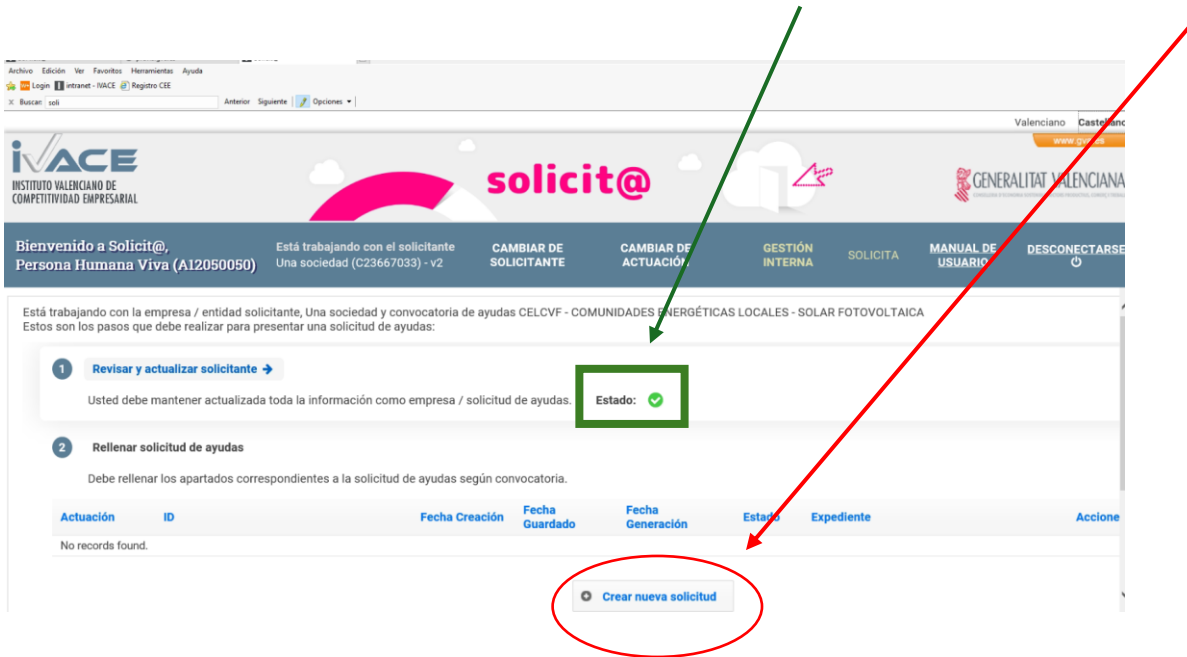 Archivo Edición Ver Favoritos Herramientas Ayuda
Login intranet - IVACE Registro CEE
Buscar: soli Anterior Siguiente Opciones
Valenciano Castellano
www.gva.es
iVACE
INSTITUTO VALENCIANO DE
COMPETITIVIDAD EMPRESARIAL
solicit@
GENERALITAT VALENCIANA
Bienvenido a Solicit@,
Persona Humana Viva (A12050050)
Está trabajando con el solicitante
Una sociedad (C23667033) - v2
CAMBIAR DE
SOLICITANTE
CAMBIAR DE
ACTUACIÓN
GESTIÓN
INTERNA
SOLICITA
MANUAL DE
USUARIO
DESCONECTARSE
Está trabajando con la empresa / entidad solicitante, Una sociedad y convocatoria de ayudas CELCVF - COMUNIDADES ENERGÉTICAS LOCALES - SOLAR FOTOVOLTAICA
Estos son los pasos que debe realizar para presentar una solicitud de ayudas:
1 Revisar y actualizar solicitante
Usted debe mantener actualizada toda la información como empresa / solicitud de ayudas. Estado:
2 Rellenar solicitud de ayudas
Debe rellenar los apartados correspondientes a la solicitud de ayudas según convocatoria.
Actuación ID Fecha Creación Fecha Guardado Fecha Generación Estado Expediente Accione
No records found.
Crear nueva solicitud